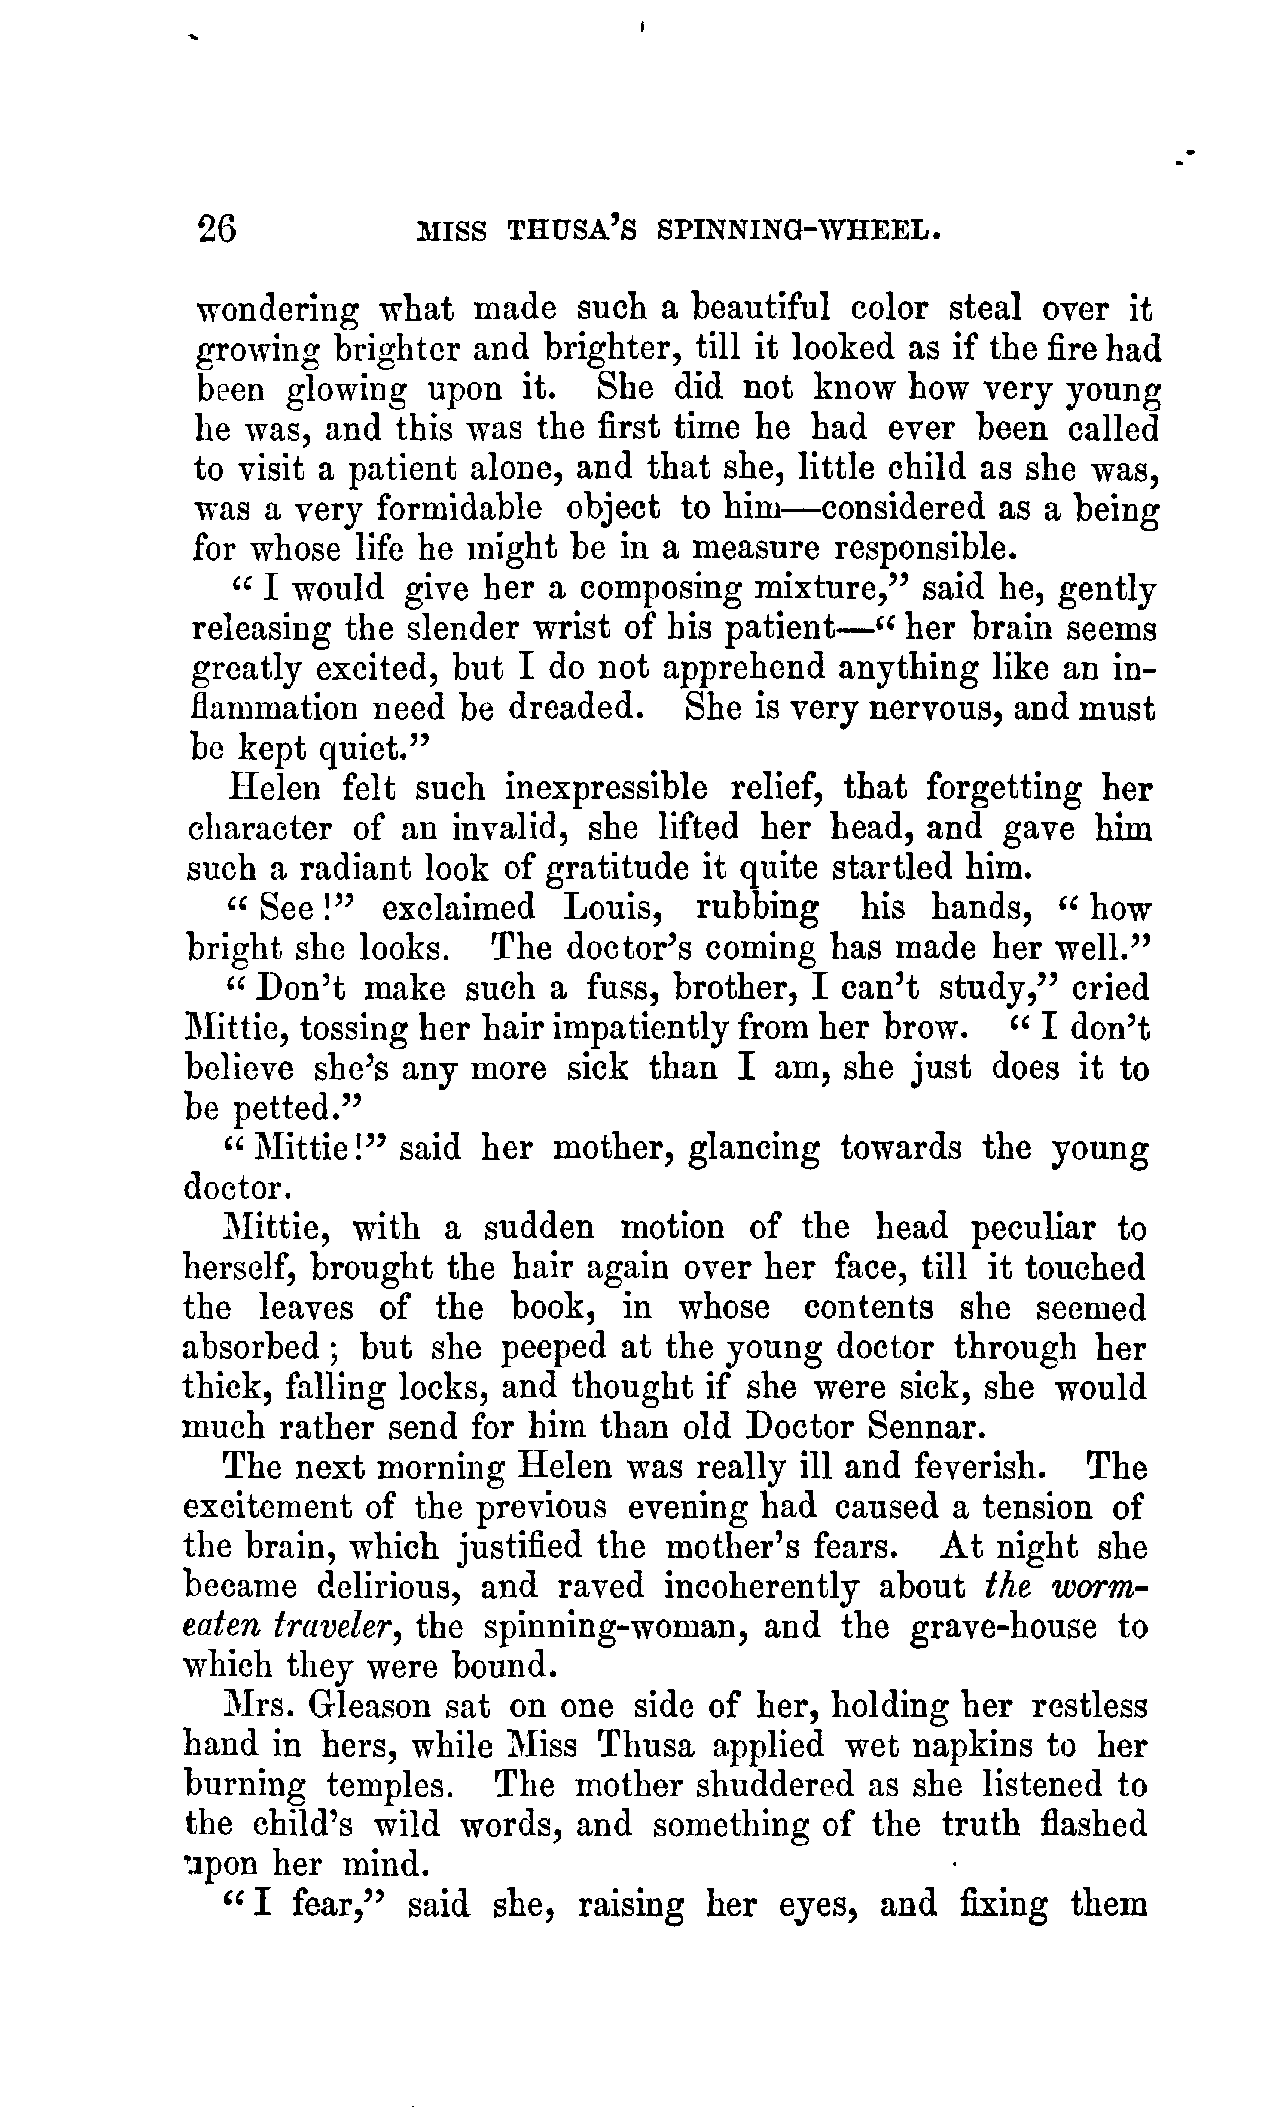 26 MISS THUSA'S SPINNING-WHEEL.
wondering what made such a beautiful color steal over it
growing brighter and brighter, till it looked as if the fire had
been glowing upon it. She did not know how very young
he was, and this was the first time he had ever been called
to visit a patient alone, and that she, little child as she was,
was a very formidable object to him—considered as a being
for whose life he might be in a measure responsible.
" I would give her a composing mixture," said he, gently
releasing the slender wrist of his patient—" her brain seems
greatly excited, but I do not apprehend anything like an in-
flammation need be dreaded. She is very nervous, and must
be kept quiet."
Helen felt such inexpressible relief, that forgetting her
character of an invalid, she lifted her head, and gave him
such a radiant look of gratitude it quite startled him.
" See !" exclaimed Louis, rubbing his hands, " how
bright she looks. The doctor's coming has made her well."
" Don't make such a fuss, brother, I can't study," cried
Mittie, tossing her hair impatiently from her brow. " I don't
believe she's any more sick than I am, she just does it to
be petted."
" Mittie !" said her mother, glancing towards the young
doctor.
Mittie, with a sudden motion of the head peculiar to
herself, brought the hair again over her face, till it touched
the leaves of the book, in whose contents she seemed
absorbed ; but she peeped at the young doctor through her
thick, falling locks, and thought if she were sick, she would
much rather send for him than old Doctor Sennar.
The next morning Helen was really ill and feverish. The
excitement of the previous evening had caused a tension of
the brain, which justified the mother's fears. At night she
became delirious, and raved incoherently about the worm-
eaten traveler, the spinning-woman, and the grave-house to
which they were bound.
Mrs. Gleason sat on one side of her, holding her restless
hand in hers, while Miss Thusa applied wet napkins to her
burning temples. The mother shuddered as she listened to
the child's wild words, and something of the truth flashed
upon her mind.
" I fear," said she, raising her eyes, and fixing them